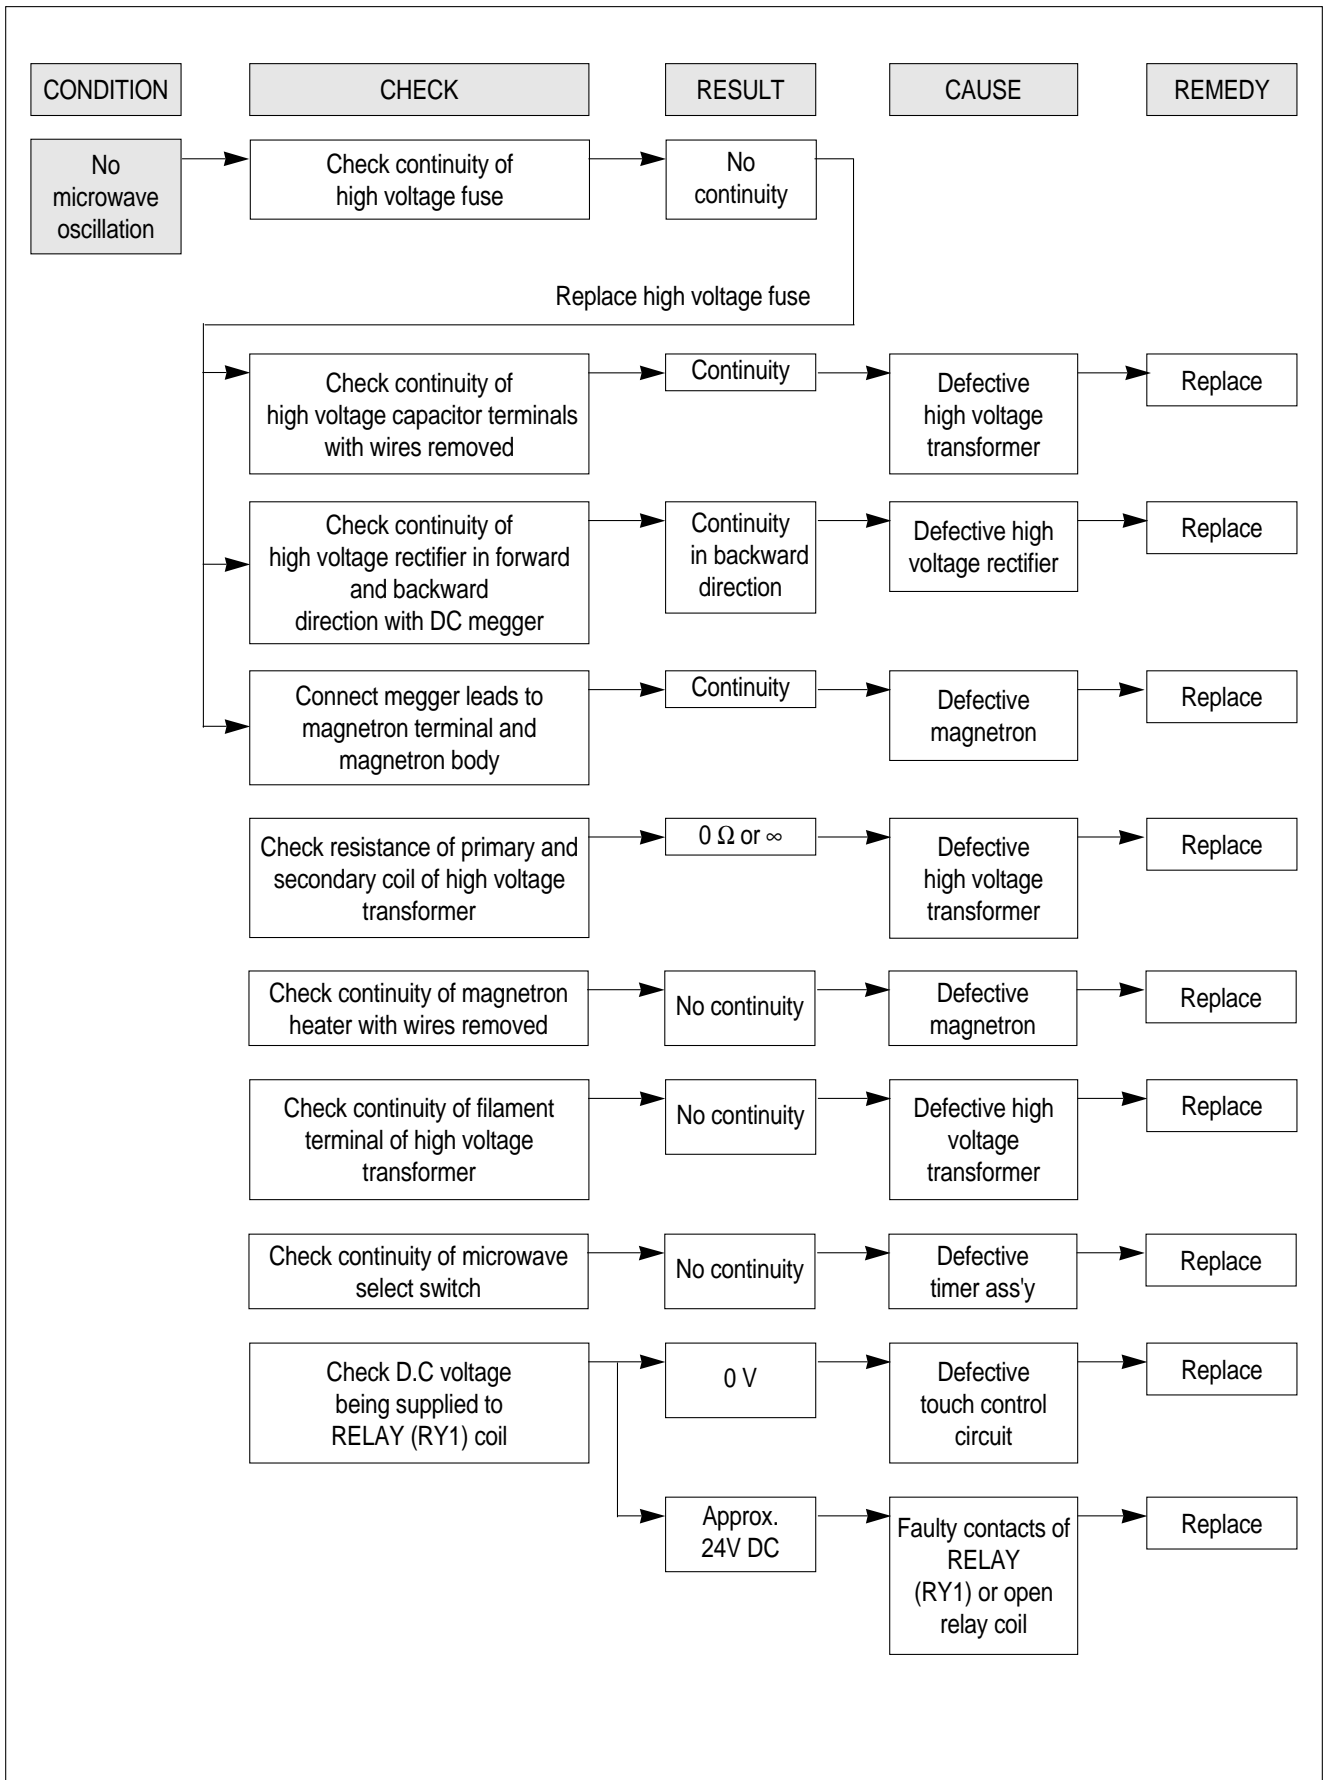 CONDITION
CHECK
RESULT
CAUSE
REMEDY
No
microwave
oscillation
Check continuity of
high voltage fuse
No
continuity
Replace high voltage fuse
Check continuity of
high voltage capacitor terminals
with wires removed
Continuity
Defective
high voltage
transformer
Replace
Check continuity of
high voltage rectifier in forward
and backward
direction with DC megger
Continuity
in backward
direction
Defective high
voltage rectifier
Replace
Connect megger leads to
magnetron terminal and
magnetron body
Continuity
Defective
magnetron
Replace
Check resistance of primary and
secondary coil of high voltage
transformer
0 Ω or ∞
Defective
high voltage
transformer
Replace
Check continuity of magnetron
heater with wires removed
No continuity
Defective
magnetron
Replace
Check continuity of filament
terminal of high voltage
transformer
No continuity
Defective high
voltage
transformer
Replace
Check continuity of microwave
select switch
No continuity
Defective
timer ass'y
Replace
Check D.C voltage
being supplied to
RELAY (RY1) coil
0 V
Defective
touch control
circuit
Replace
Approx.
24V DC
Faulty contacts of
RELAY
(RY1) or open
relay coil
Replace